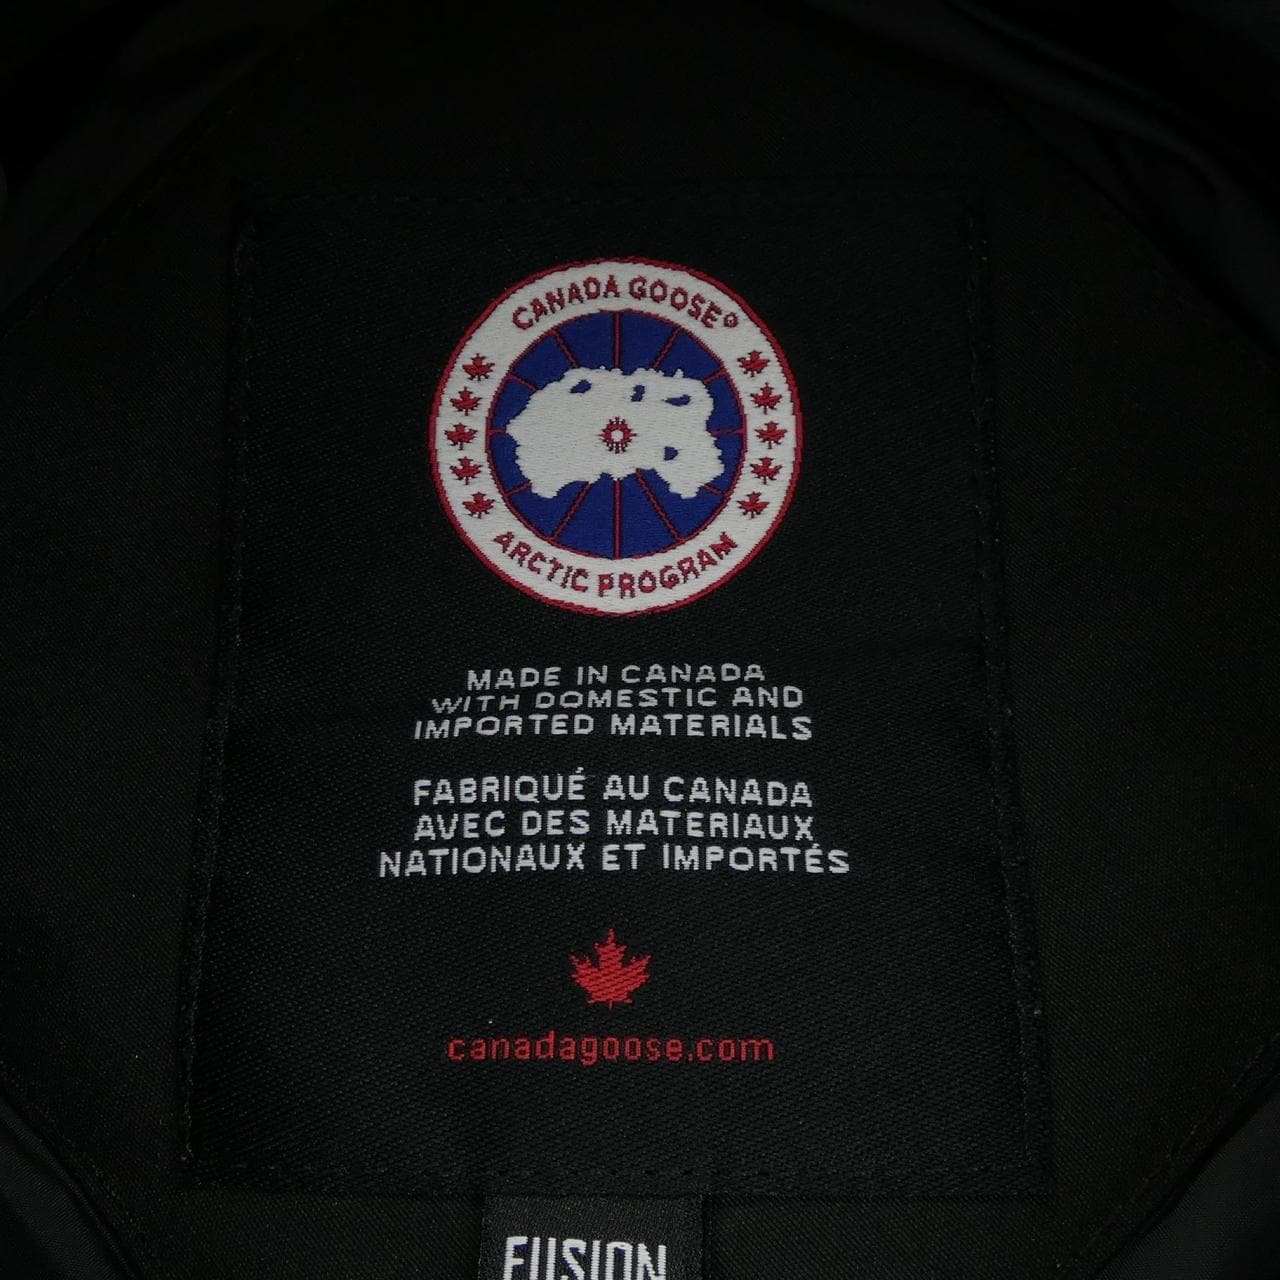 CANADA GOOSE®
ARCTIC PROGRAM
MADE IN CANADA
WITH DOMESTIC AND
IMPORTED MATERIALS
FABRIQUÉ AU CANADA
AVEC DES MATERIAUX
NATIONAUX ET IMPORTÉS
canadagoose.com
FUSION